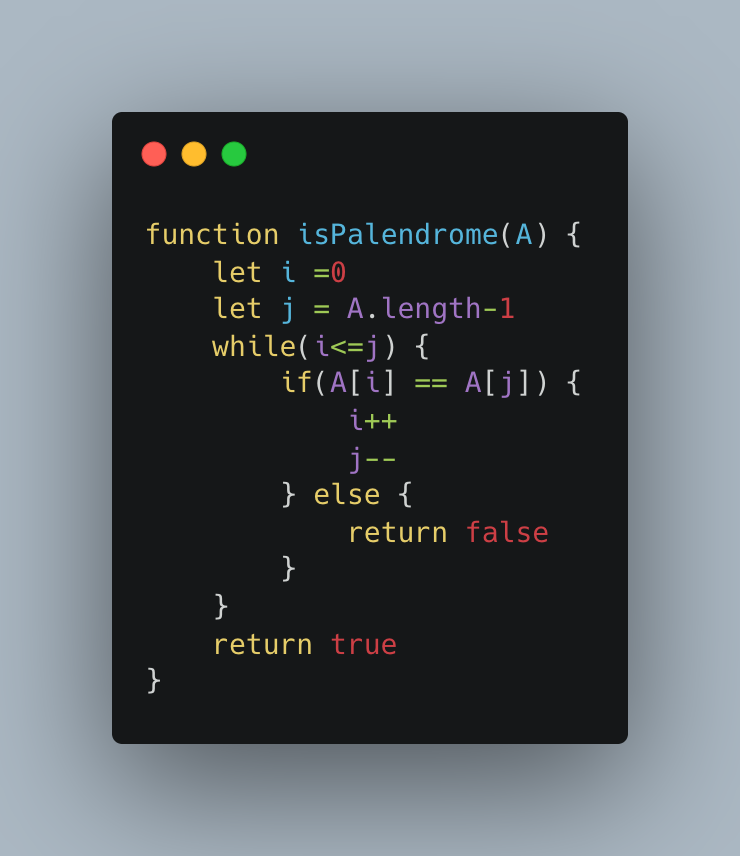 function isPalendrome(A) {
    let i =0
    let j = A.length-1
    while(i<=j) {
        if(A[i] == A[j]) {
            i++
            j--
        } else {
            return false
        }
    }
    return true
}